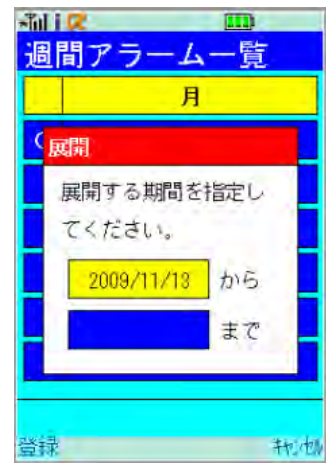 週間アラーム一覧
月
展開
展開する期間を指定し
てください。
2009/11/13 から
まで
登録 キャンセル